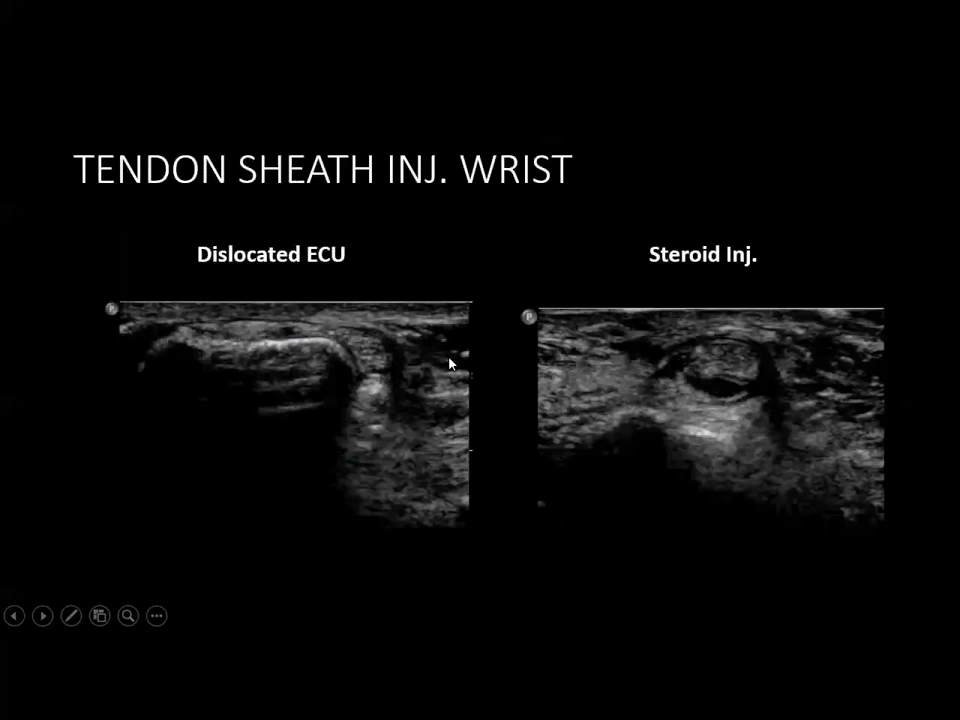 TENDON SHEATH INJ. WRIST
Dislocated ECU
Steroid Inj.
P
P